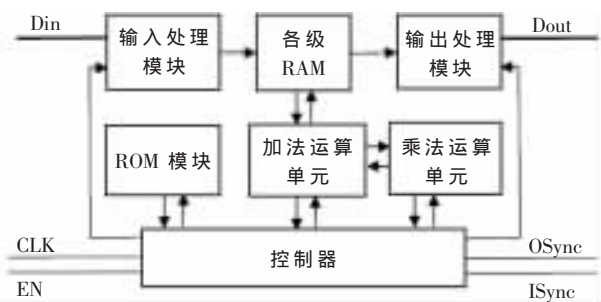 Din
输入处理
模块
各级
RAM
输出处理
模块
Dout
ROM 模块
加法运算
单元
乘法运算
单元
CLK
EN
控制器
OSync
ISync